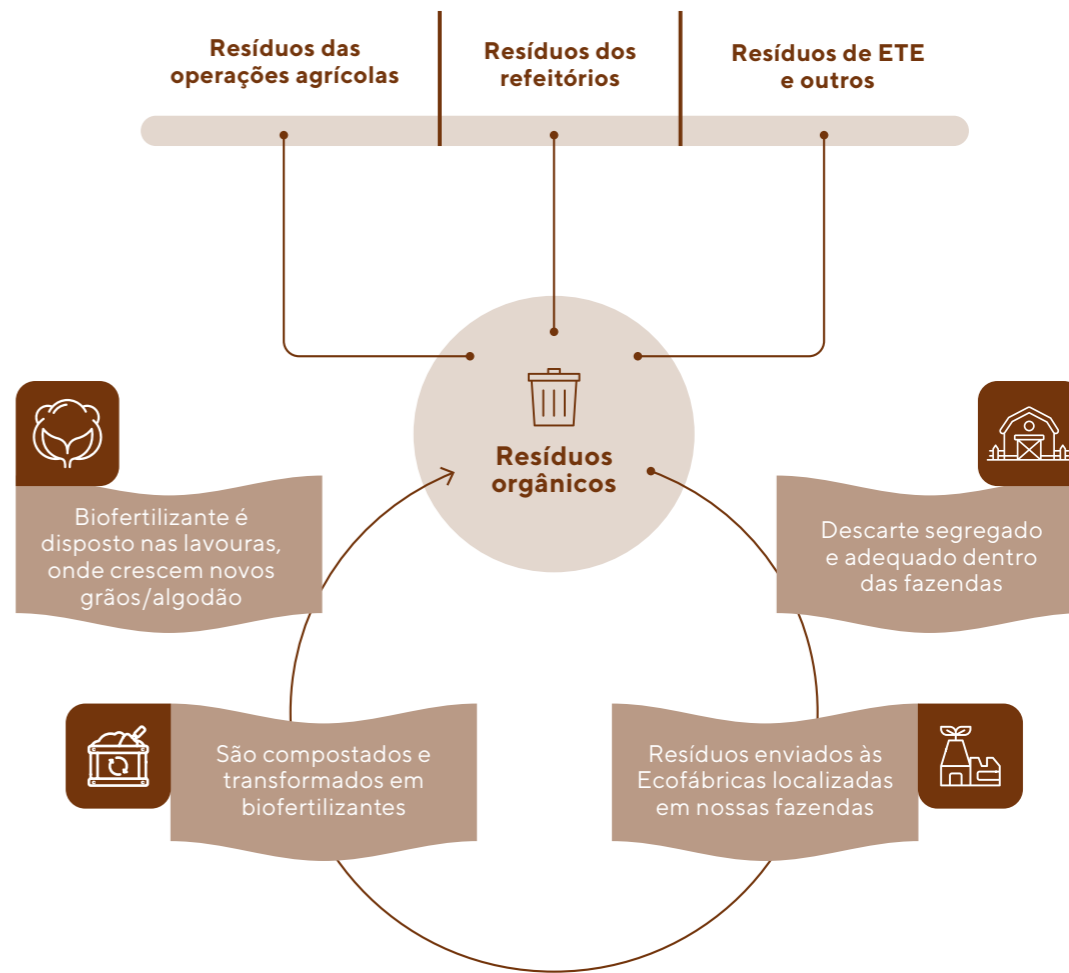 Resíduos das
operações agrícolas
Resíduos dos
refeitórios
Resíduos de ETE
e outros
Resíduos
orgânicos
Descarte segregado
e adequado dentro
das fazendas
Resíduos enviados às
Ecofábricas localizadas
em nossas fazendas
São compostados e
transformados em
biofertilizantes
Biofertilizante é
disposto nas lavouras,
onde crescem novos
grãos/algodão